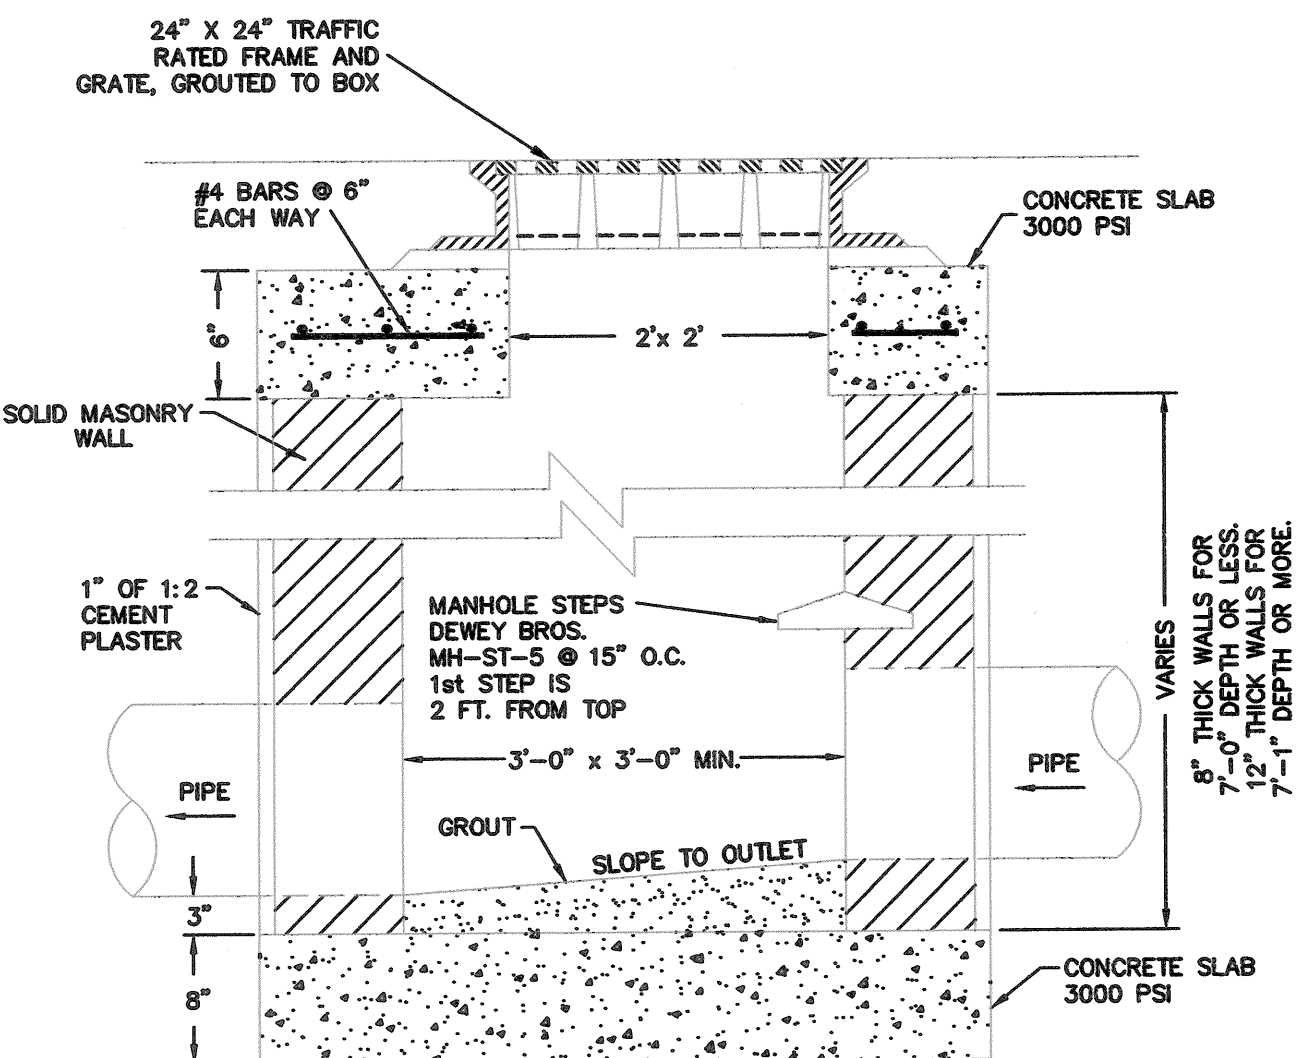 24" X 24" TRAFFIC
RATED FRAME AND
GRATE, GROUTED TO BOX
#4 BARS @ 6"
EACH WAY
CONCRETE SLAB
3000 PSI
6"
2'x 2'
SOLID MASONRY
WALL
1" OF 1:2
CEMENT
PLASTER
MANHOLE STEPS
DEWEY BROS.
MH-ST-5 @ 15" O.C.
1st STEP IS
2 FT. FROM TOP
VARIES
8" THICK WALLS FOR
7'-0" DEPTH OR LESS.
12" THICK WALLS FOR
7'-1" DEPTH OR MORE.
3'-0" x 3'-0" MIN.
PIPE
PIPE
GROUT
SLOPE TO OUTLET
3"
8"
CONCRETE SLAB
3000 PSI